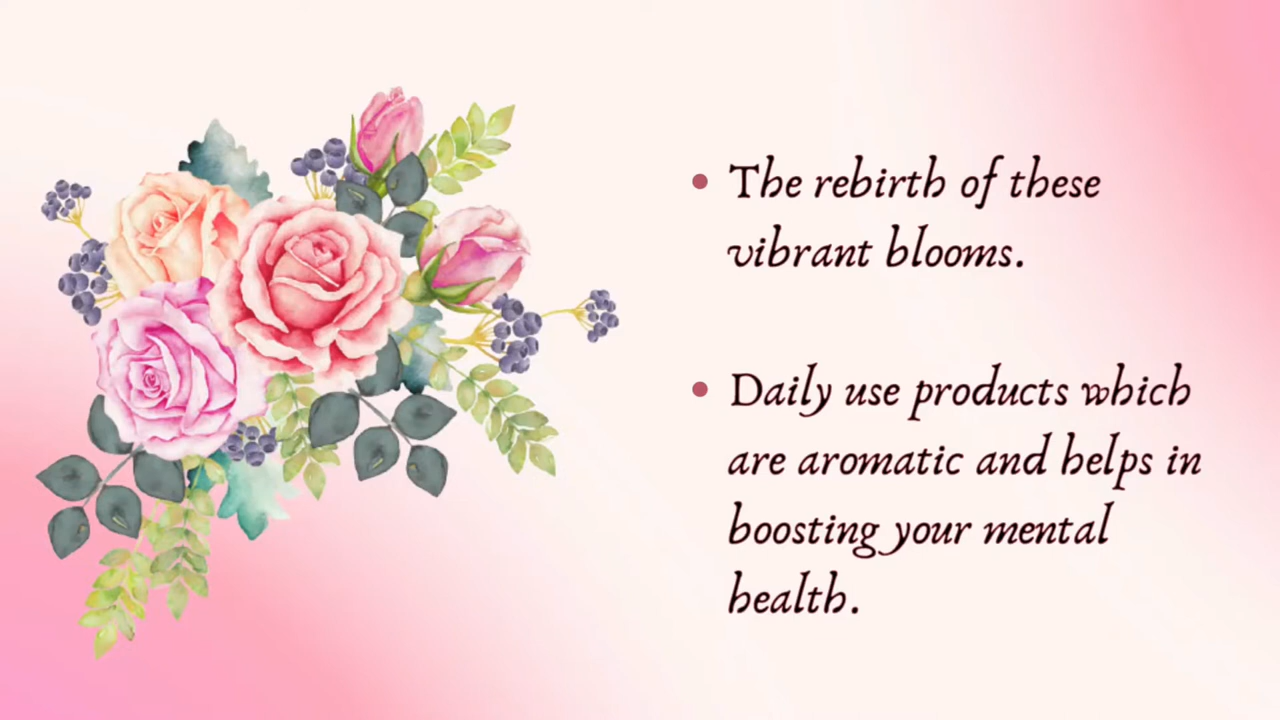 • The rebirth of these
vibrant blooms.
• Daily use products which
are aromatic and helps in
boosting your mental
health.